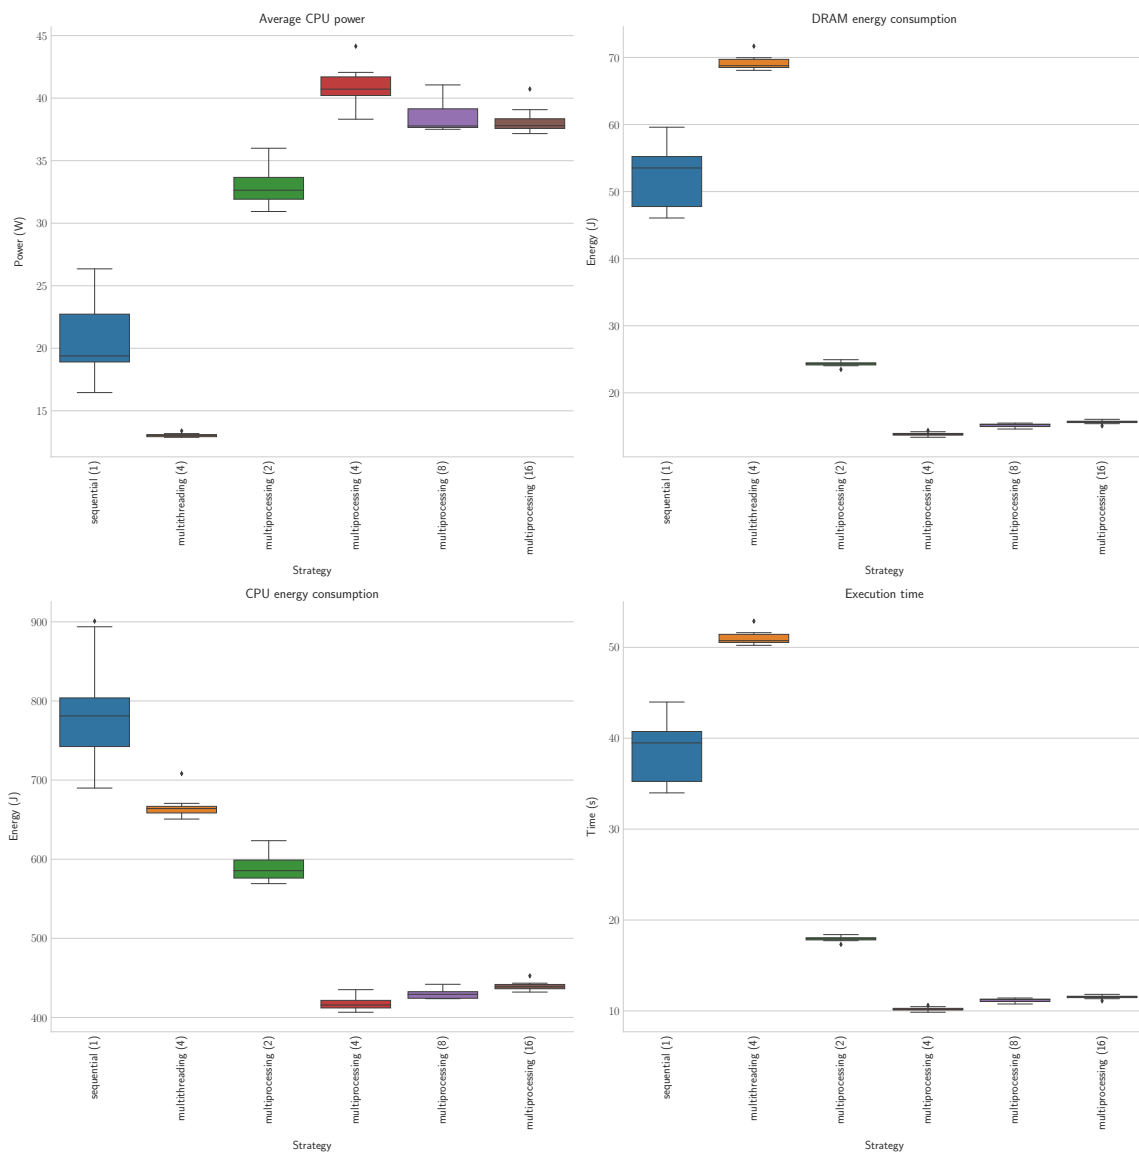 Average CPU power
45
40
35
30
25
20
15
Power (W)
sequential (1)
multithreading (4)
multiprocessing (2)
multiprocessing (4)
multiprocessing (8)
multiprocessing (16)
Strategy
DRAM energy consumption
70
60
50
40
30
20
Energy (J)
sequential (1)
multithreading (4)
multiprocessing (2)
multiprocessing (4)
multiprocessing (8)
multiprocessing (16)
Strategy
CPU energy consumption
900
800
700
600
500
400
Energy (J)
sequential (1)
multithreading (4)
multiprocessing (2)
multiprocessing (4)
multiprocessing (8)
multiprocessing (16)
Strategy
Execution time
50
40
30
20
10
Time (s)
sequential (1)
multithreading (4)
multiprocessing (2)
multiprocessing (4)
multiprocessing (8)
multiprocessing (16)
Strategy